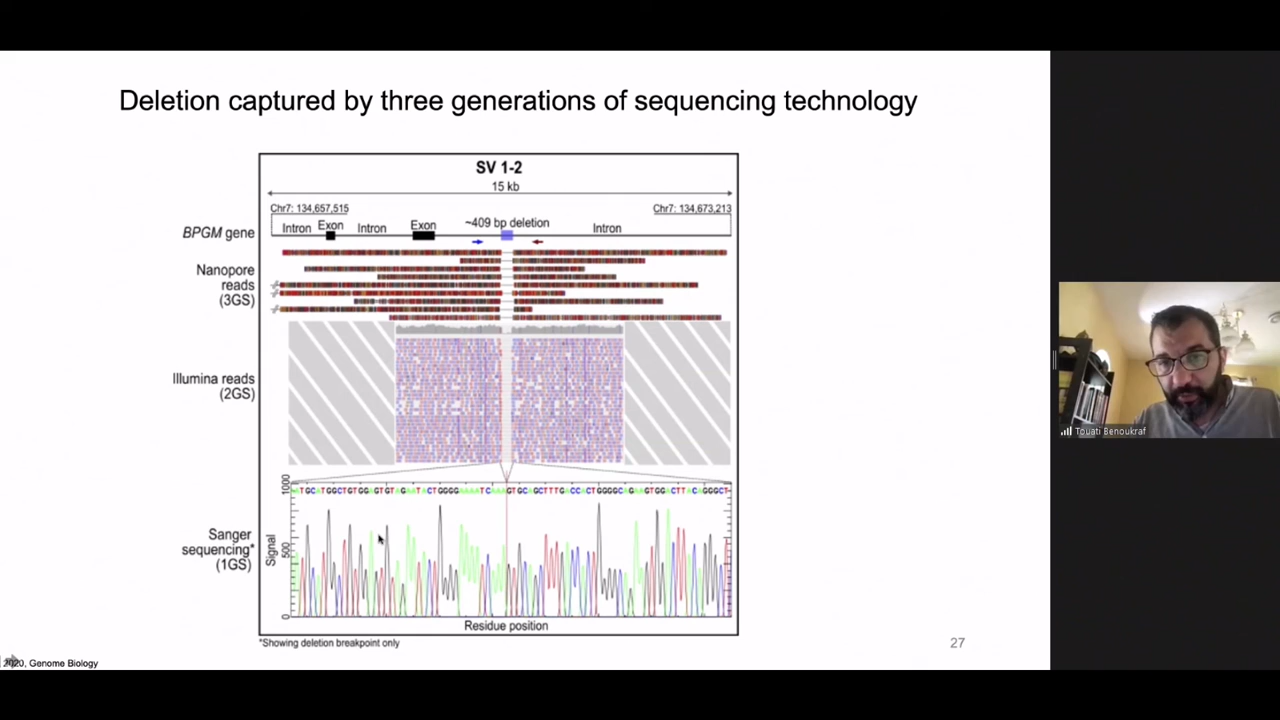 Deletion captured by three generations of sequencing technology
SV 1-2
15 kb
Chr7: 134,657,515
Chr7: 134,673,213
BPGM gene
Intron
Exon
Intron
Exon
~409 bp deletion
Intron
Nanopore
reads
(3GS)
Illumina reads
(2GS)
Sanger
sequencing*
(1GS)
Signal
1000
500
0
Residue position
*Showing deletion breakpoint only
27
2020, Genome Biology
Touati Benoukraf